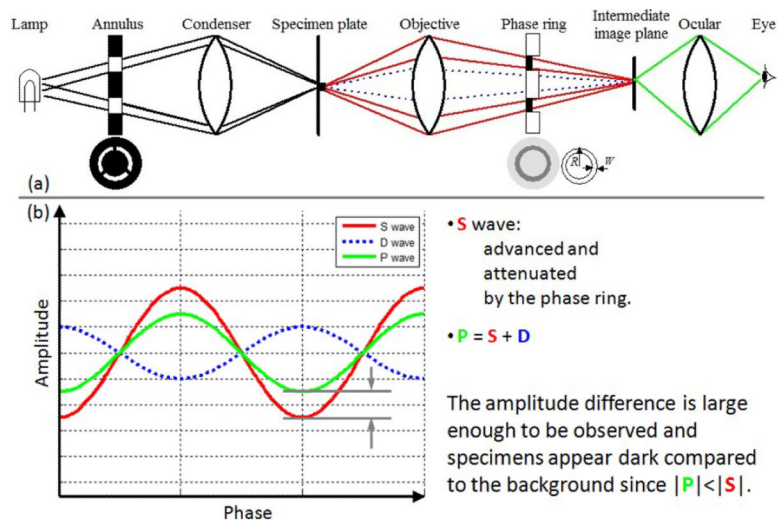 Lamp
Annulus
Condenser
Specimen plate
Objective
Phase ring
Intermediate
image plane
Ocular
Eye
R
W
(a)
(b)
S wave
D wave
P wave
Amplitude
Phase
• S wave:
advanced and
attenuated
by the phase ring.
• P = S + D
The amplitude difference is large
enough to be observed and
specimens appear dark compared
to the background since |P|<|S|.